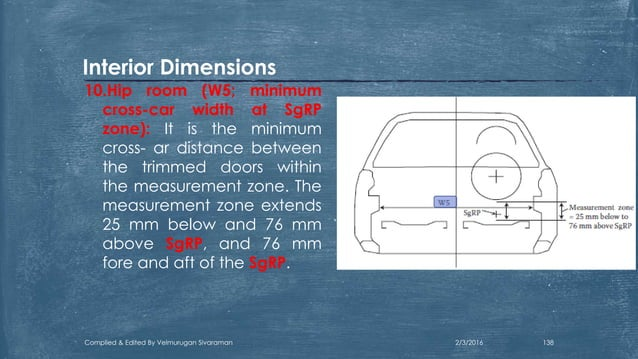 Interior Dimensions
10.Hip room (W5; minimum
cross-car width at SgRP
zone): It is the minimum
cross- ar distance between
the trimmed doors within
the measurement zone. The
measurement zone extends
25 mm below and 76 mm
above SgRP, and 76 mm
fore and aft of the SgRP.
W5
SgRP
Measurement zone
= 25 mm below to
76 mm above SgRP
Complied & Edited By Velmurugan Sivaraman
2/3/2016
138